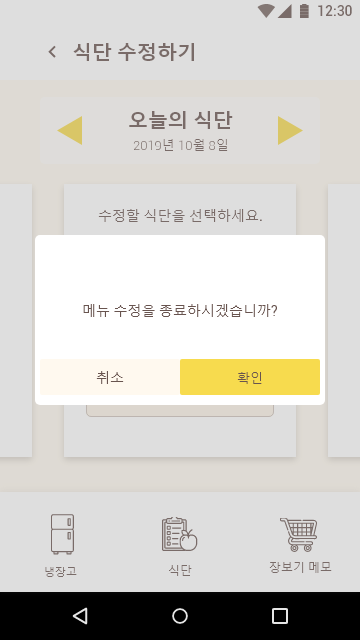 12:30
식단 수정하기
오늘의 식단
2019년 10월 8일
수정할 식단을 선택하세요.
메뉴 수정을 종료하시겠습니까?
취소 확인
냉장고 식단 장보기 메모